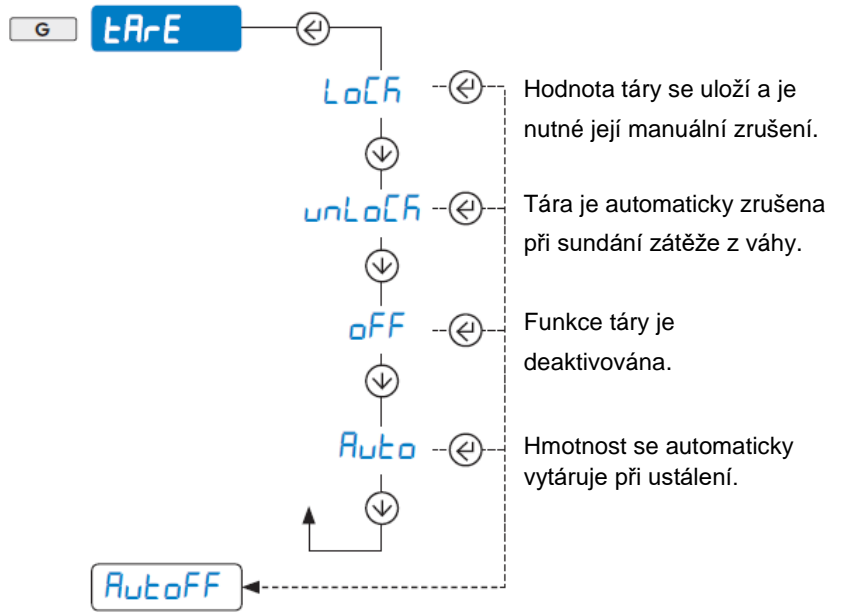 G tArE
LoCK
Hodnota táry se uloží a je
nutné její manuální zrušení.
unLoCK
Tára je automaticky zrušena
při sundání zátěže z váhy.
oFF
Funkce táry je
deaktivována.
Auto
Hmotnost se automaticky
vytáruje při ustálení.
AutoFF